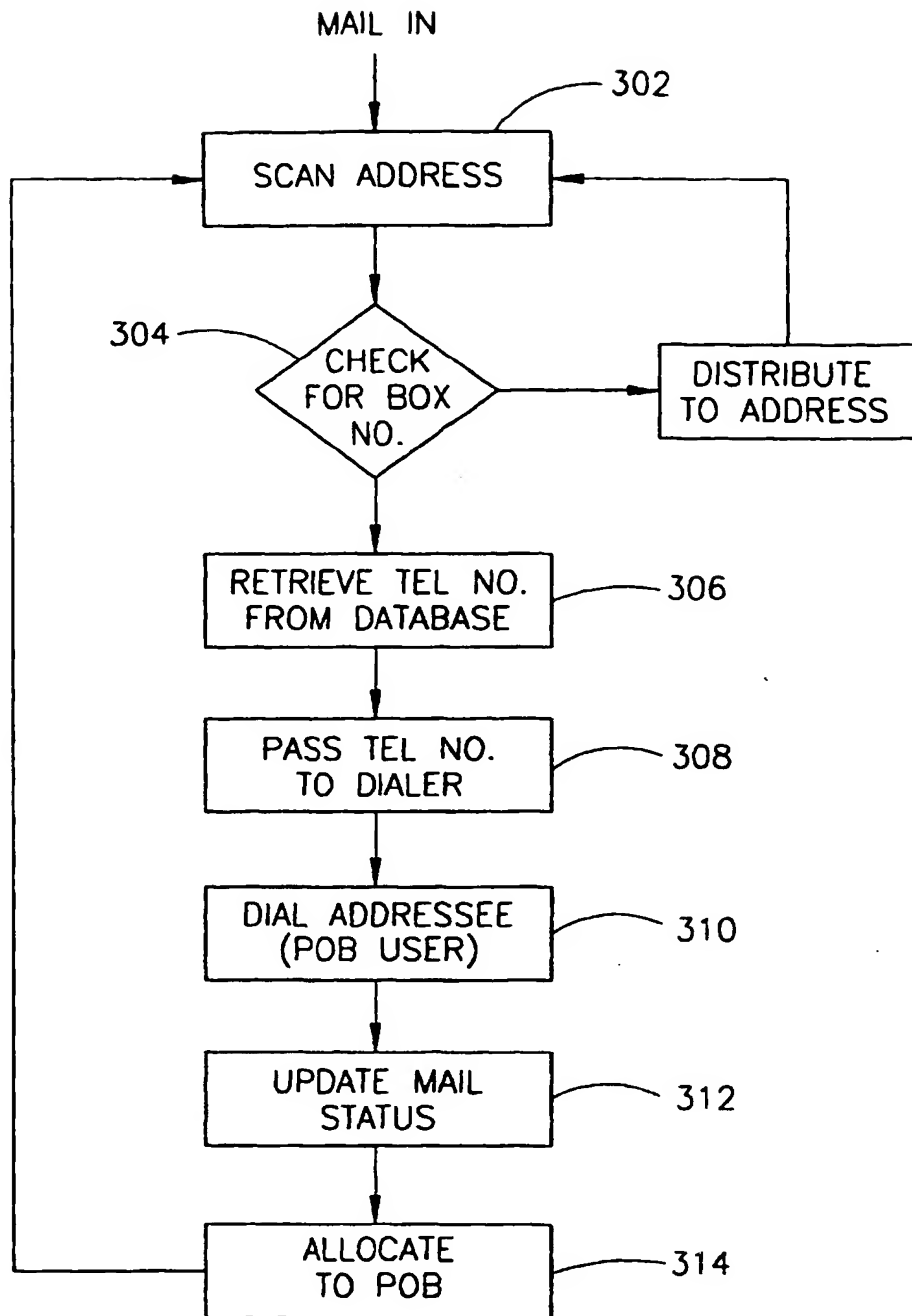 MAIL IN
302
SCAN ADDRESS
304
CHECK
FOR BOX
NO.
DISTRIBUTE
TO ADDRESS
RETRIEVE TEL NO.
FROM DATABASE
306
PASS TEL NO.
TO DIALER
308
DIAL ADDRESSEE
(POB USER)
310
UPDATE MAIL
STATUS
312
ALLOCATE
TO POB
314